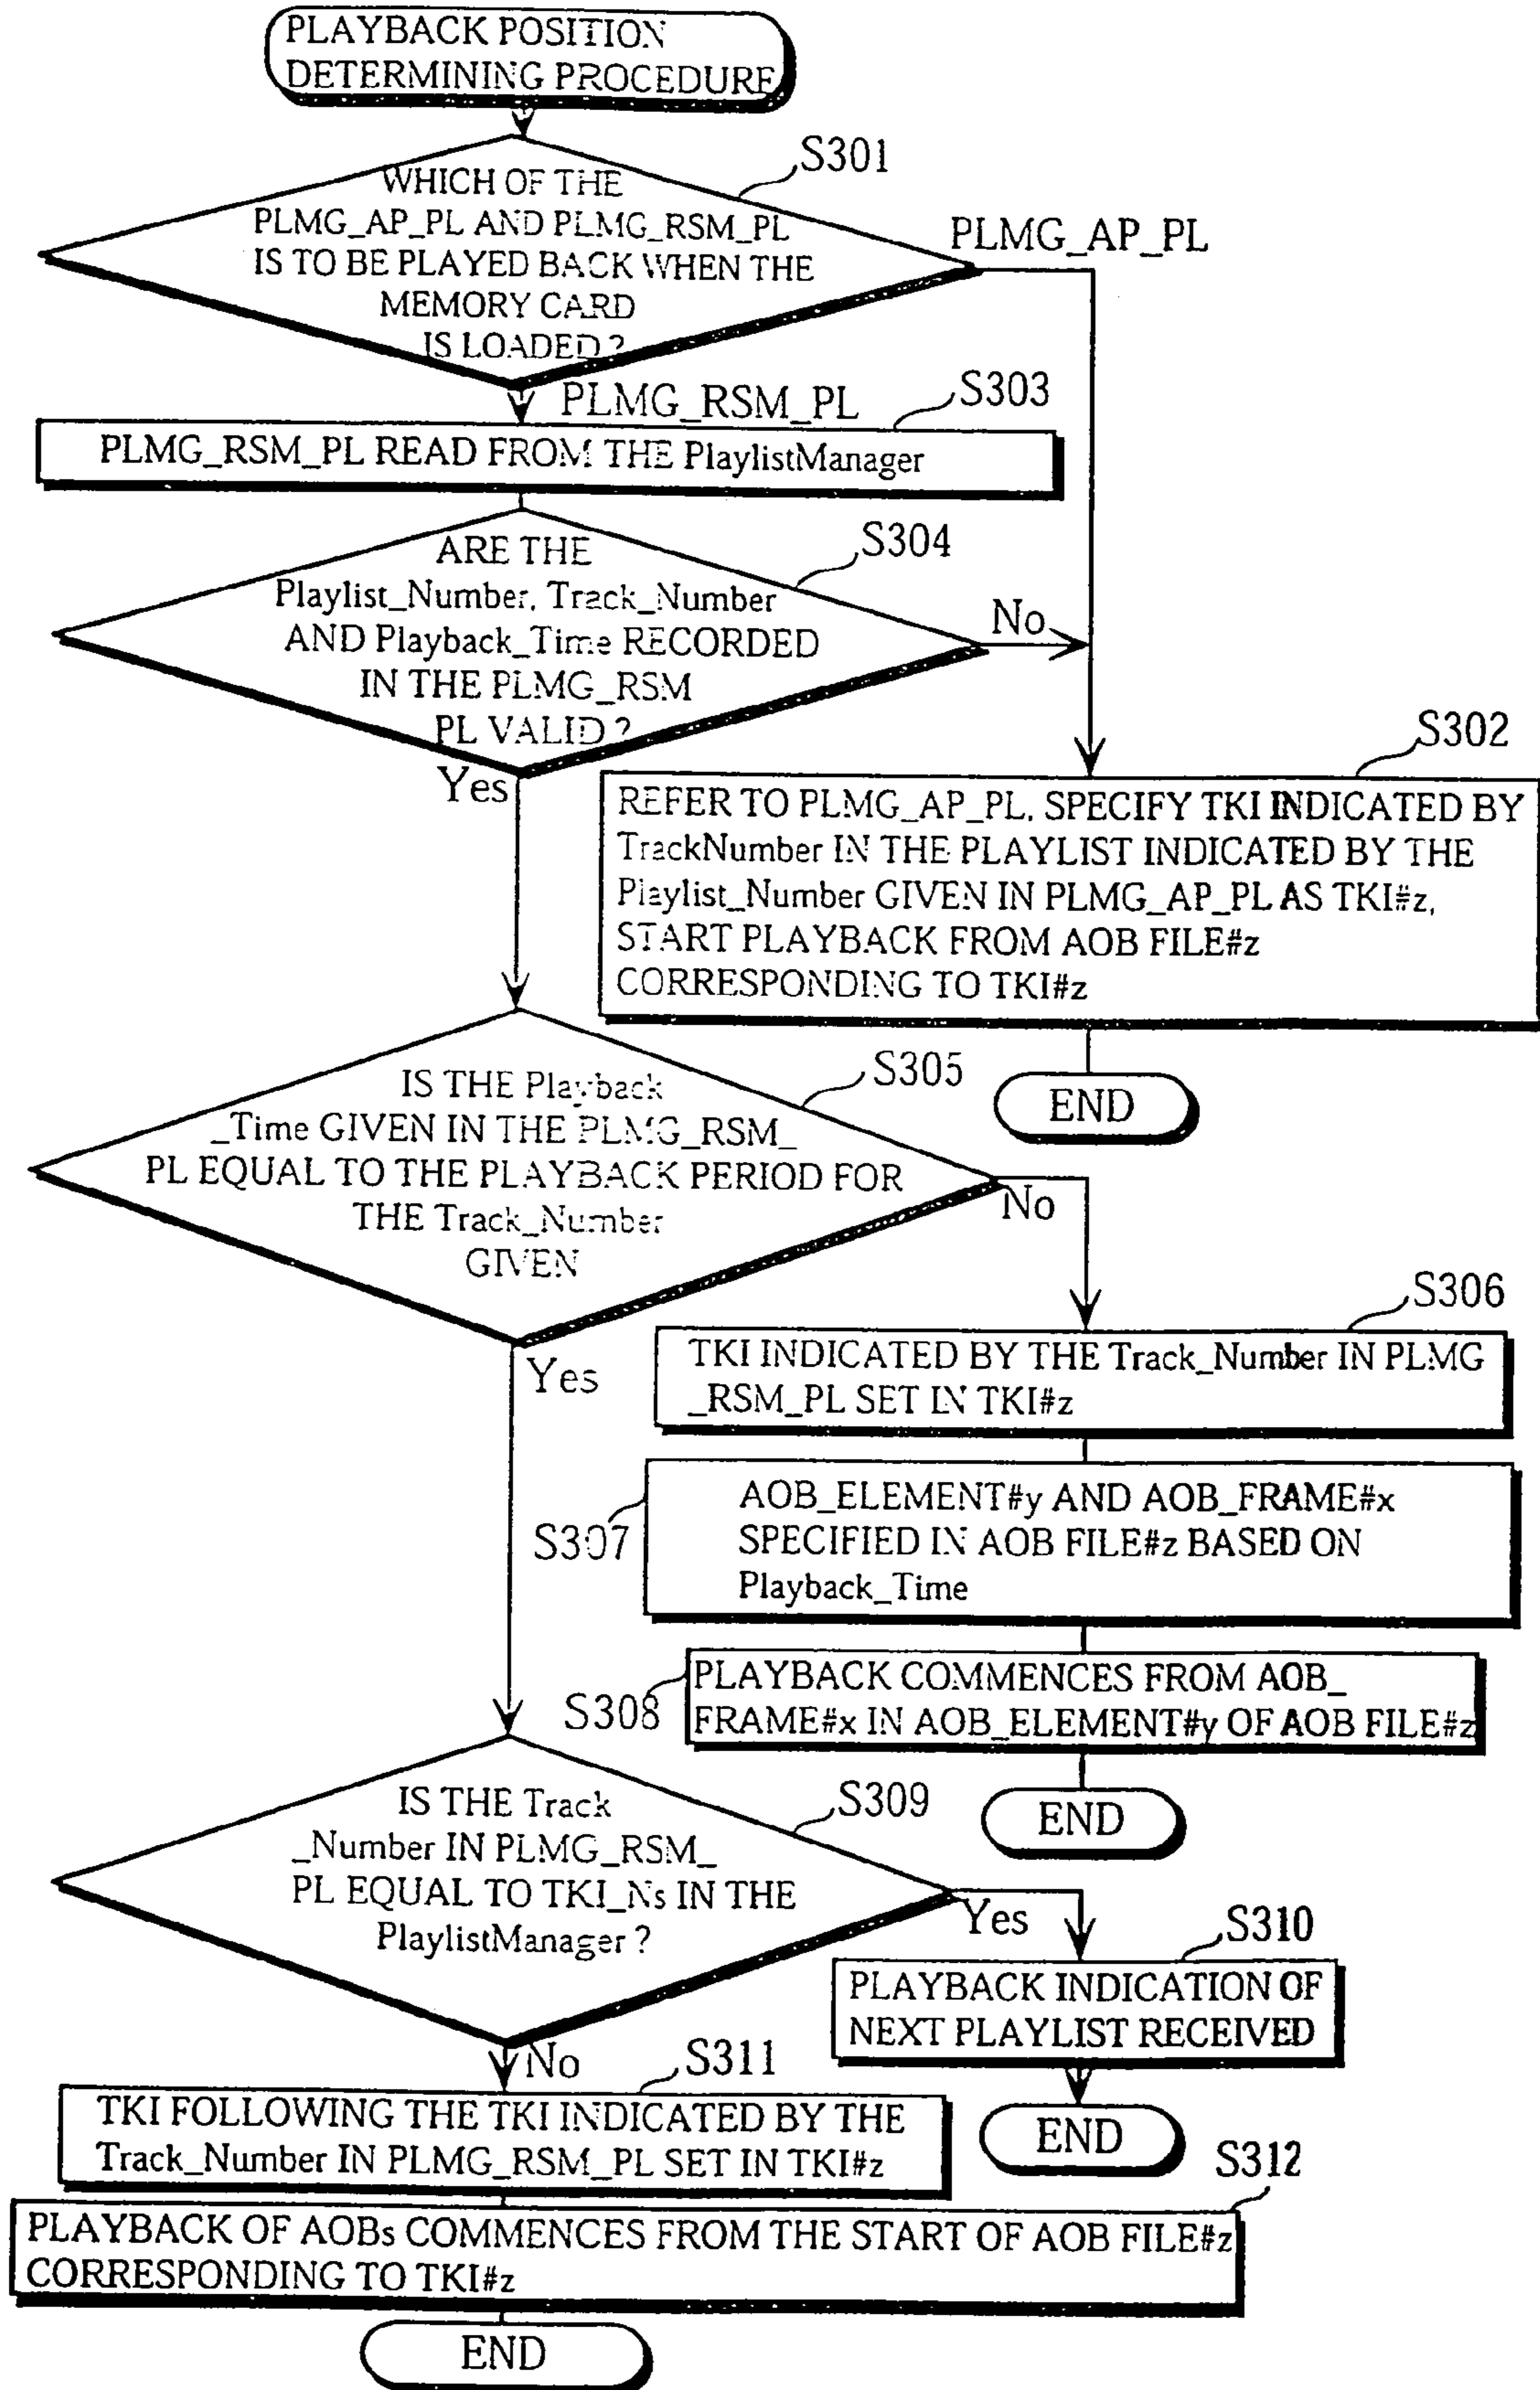 PLAYBACK POSITION
DETERMINING PROCEDURE
S301
WHICH OF THE
PLMG_AP_PL AND PLMG_RSM_PL
IS TO BE PLAYED BACK WHEN THE
MEMORY CARD
IS LOADED ?
PLMG_AP_PL
PLMG_RSM_PL
S303
PLMG_RSM_PL READ FROM THE PlaylistManager
S304
ARE THE
Playlist_Number, Track_Number
AND Playback_Time RECORDED
IN THE PLMG_RSM
PL VALID ?
No
Yes
S302
REFER TO PLMG_AP_PL, SPECIFY TKI INDICATED BY
TrackNumber IN THE PLAYLIST INDICATED BY THE
Playlist_Number GIVEN IN PLMG_AP_PL AS TKI#z,
START PLAYBACK FROM AOB FILE#z
CORRESPONDING TO TKI#z
END
S305
IS THE Playback
_Time GIVEN IN THE PLMG_RSM_
PL EQUAL TO THE PLAYBACK PERIOD FOR
THE Track_Number
GIVEN
No
Yes
S306
TKI INDICATED BY THE Track_Number IN PLMG
_RSM_PL SET IN TKI#z
S307
AOB_ELEMENT#y AND AOB_FRAME#x
SPECIFIED IN AOB FILE#z BASED ON
Playback_Time
S308
PLAYBACK COMMENCES FROM AOB_
FRAME#x IN AOB_ELEMENT#y OF AOB FILE#z
END
S309
IS THE Track
_Number IN PLMG_RSM_
PL EQUAL TO TKI_Ns IN THE
PlaylistManager ?
Yes
S310
PLAYBACK INDICATION OF
NEXT PLAYLIST RECEIVED
END
No
S311
TKI FOLLOWING THE TKI INDICATED BY THE
Track_Number IN PLMG_RSM_PL SET IN TKI#z
S312
PLAYBACK OF AOBs COMMENCES FROM THE START OF AOB FILE#z
CORRESPONDING TO TKI#z
END